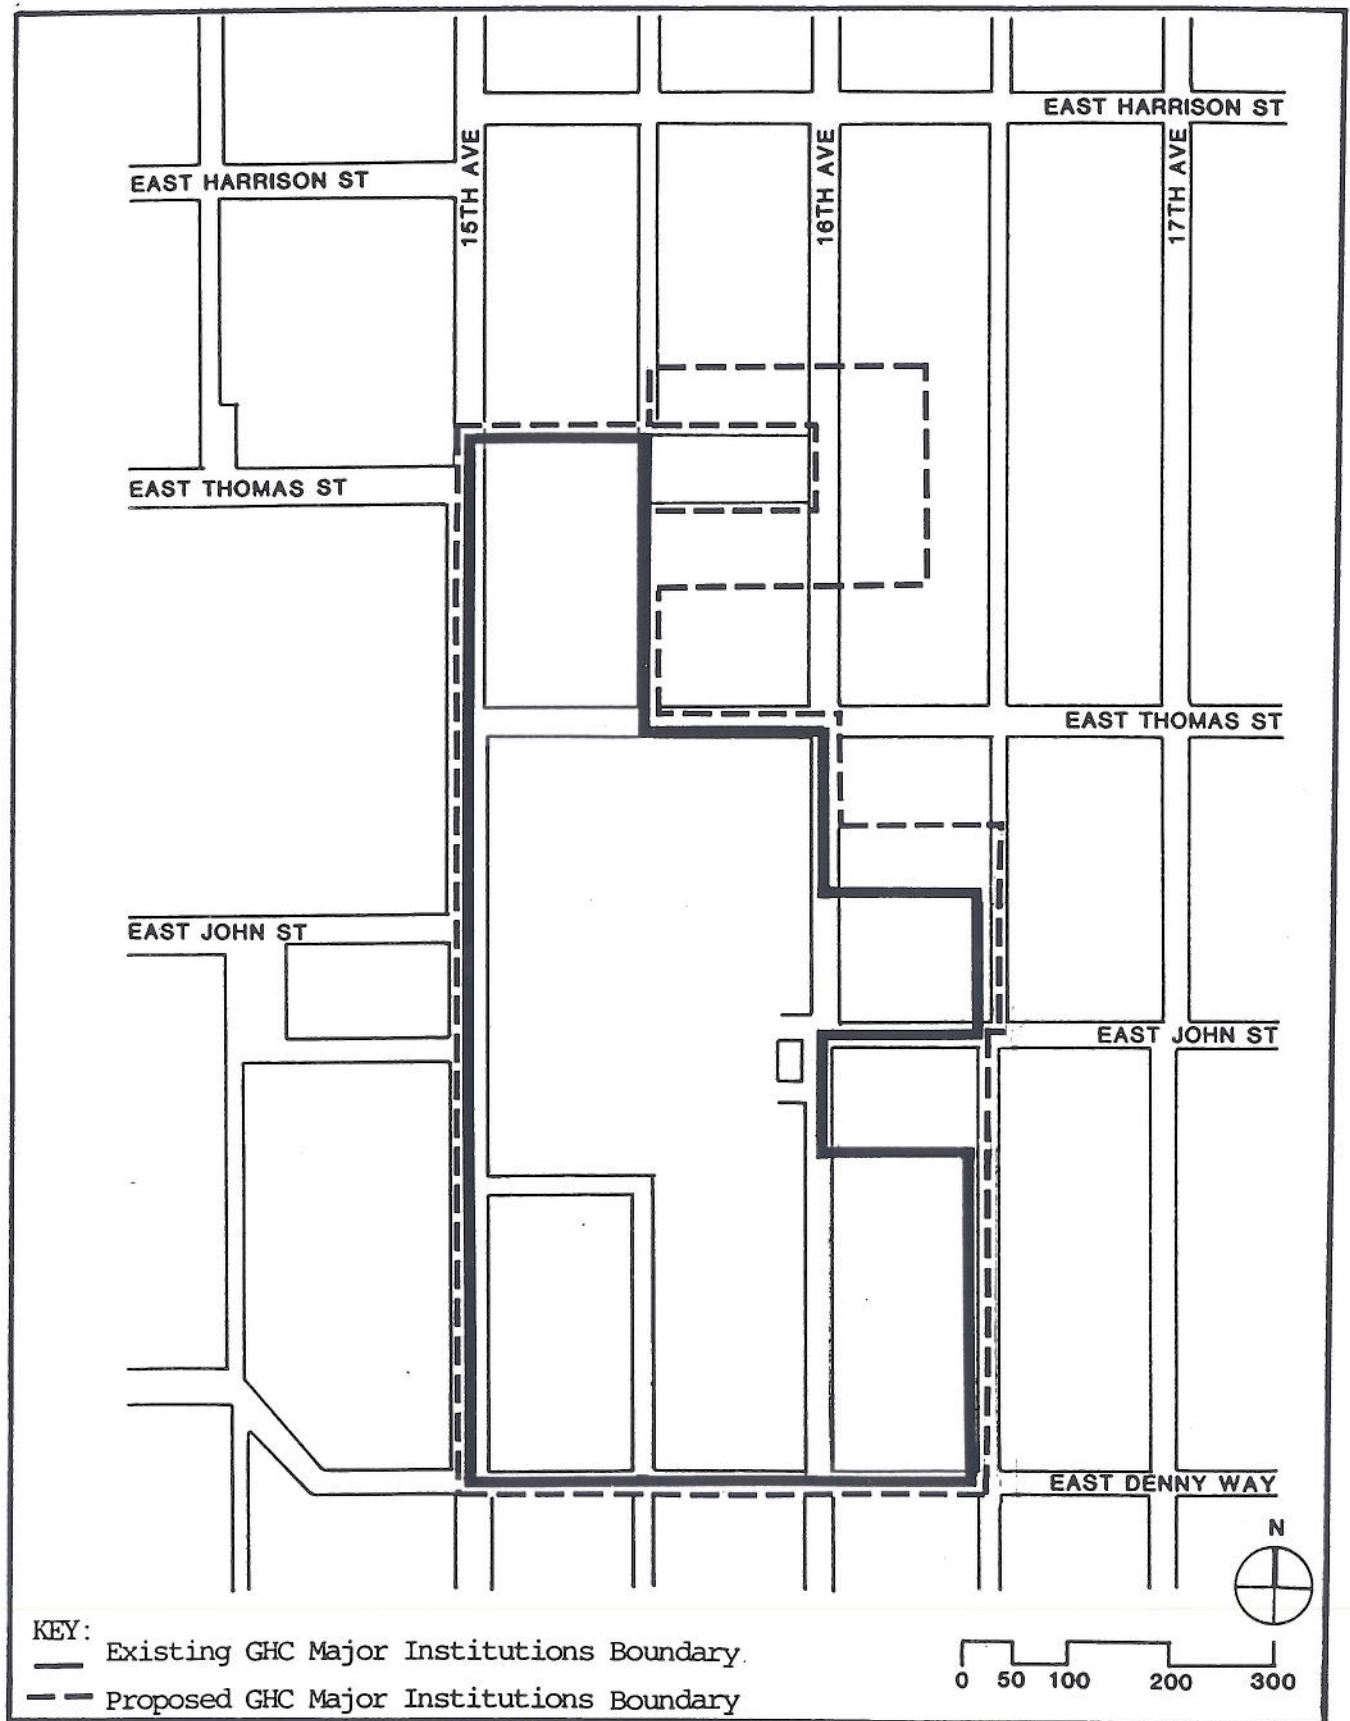 EAST HARRISON ST
15TH AVE
16TH AVE
17TH AVE
EAST HARRISON ST
EAST THOMAS ST
EAST THOMAS ST
EAST JOHN ST
EAST JOHN ST
EAST DENNY WAY
N
KEY:
Existing GHC Major Institutions Boundary
Proposed GHC Major Institutions Boundary
0 50 100 200 300